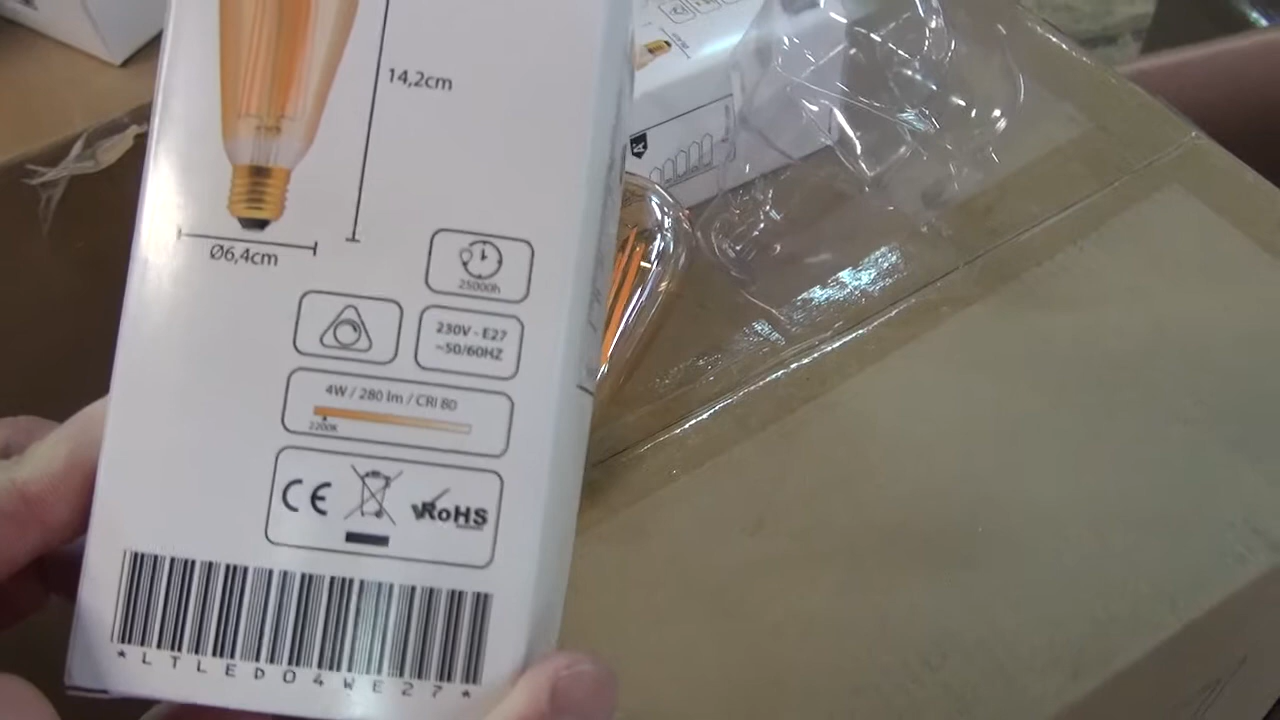 14,2cm
Ø6,4cm
25000h
230V - E27
~50/60HZ
4W / 280 lm / CRI 80
2200K
CE
RoHS
*LTLED04WE27*
A